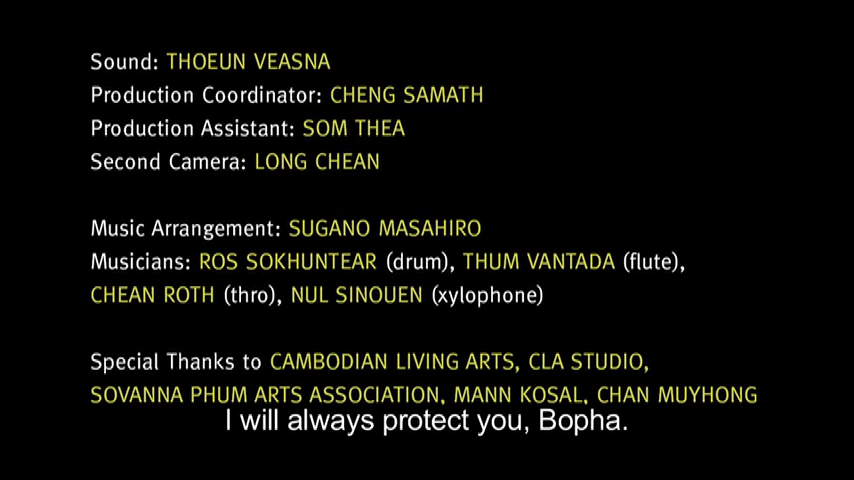 Sound: THOEUN VEASNA
Production Coordinator: CHENG SAMATH
Production Assistant: SOM THEA
Second Camera: LONG CHEAN
Music Arrangement: SUGANO MASAHIRO
Musicians: ROS SOKHUNTEAR (drum), THUM VANTADA (flute),
CHEAN ROTH (thro), NUL SINOUEN (xylophone)
Special Thanks to CAMBODIAN LIVING ARTS, CLA STUDIO,
SOVANNA PHUM ARTS ASSOCIATION, MANN KOSAL, CHAN MUYHONG
I will always protect you, Bopha.